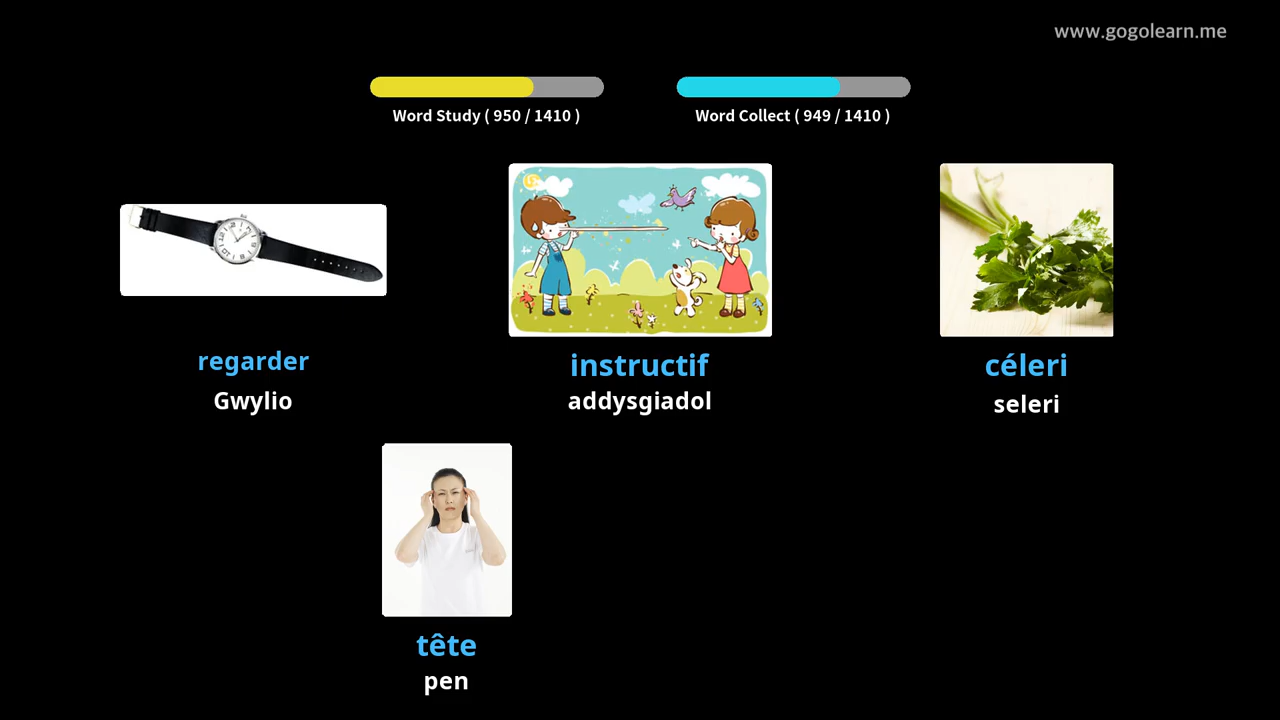 www.gogolearn.me
Word Study ( 950 / 1410 )
Word Collect ( 949 / 1410 )
regarder
Gwylio
instructif
addysgiadol
céleri
seleri
tête
pen